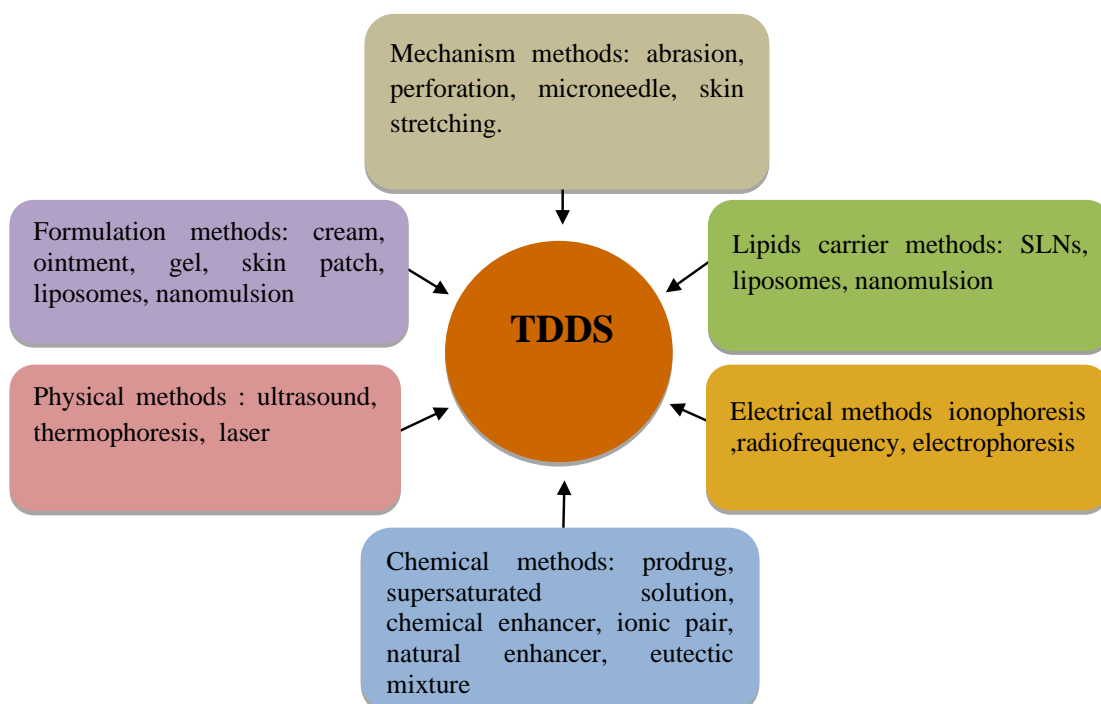 Mechanism methods: abrasion,
perforation, microneedle, skin
stretching.
Formulation methods: cream,
ointment, gel, skin patch,
liposomes, nanomulsion
Lipids carrier methods: SLNs,
liposomes, nanomulsion
TDDS
Physical methods : ultrasound,
thermophoresis, laser
Electrical methods ionophoresis
,radiofrequency, electrophoresis
Chemical methods: prodrug,
supersaturated solution,
chemical enhancer, ionic pair,
natural enhancer, eutectic
mixture